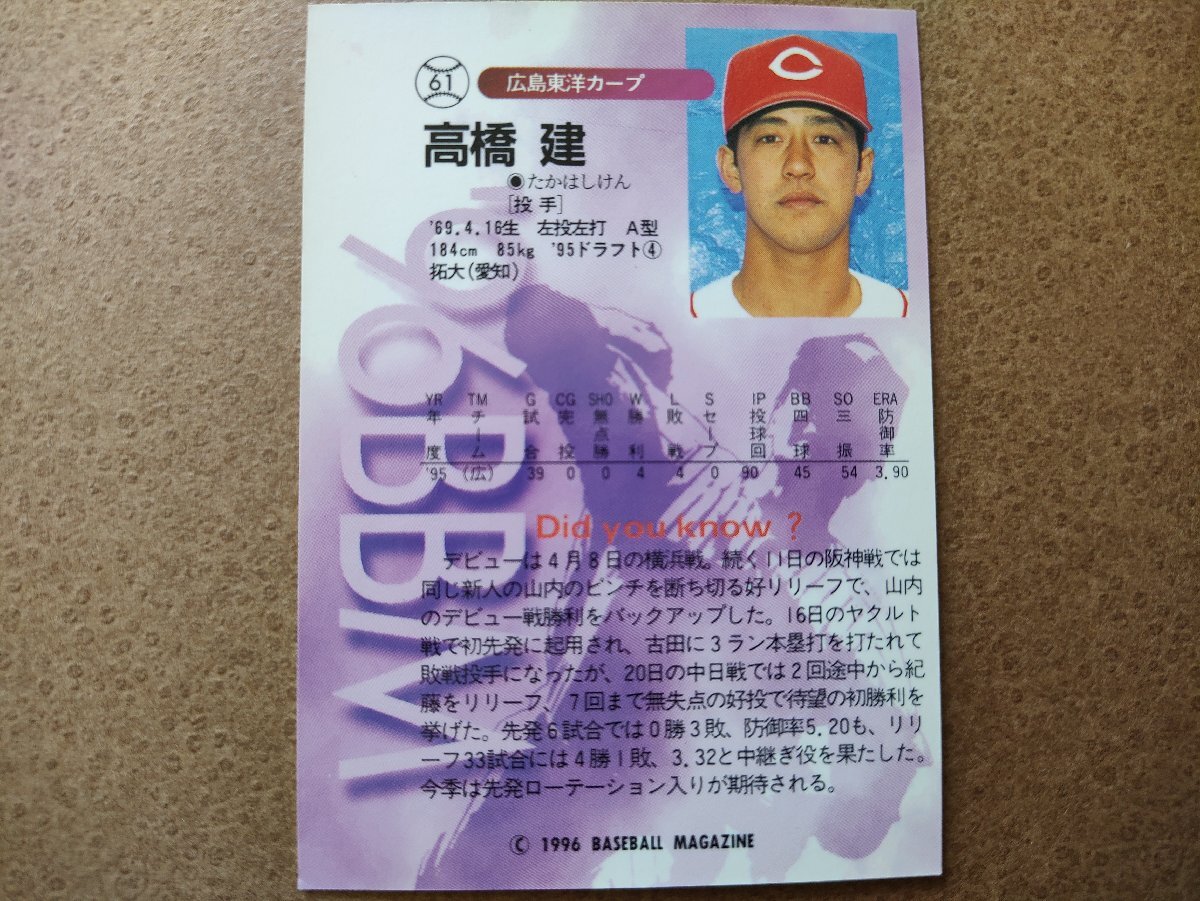 61 広島東洋カープ
高橋 建
◉たかはしけん
[投手]
'69.4.16生 左投左打 A型
184cm 85kg '95ドラフト④
拓大(愛知)
'96BBM
YR TM G CG SHO W L S IP BB SO ERA
年度 チーム 試合 完投 無点勝 勝利 敗戦 セーブ 投球回 四球 三振 防御率
'95 (広) 39 0 0 4 4 0 90 45 54 3.90
Did you know ?
デビューは4月8日の横浜戦。続く11日の阪神戦では
同じ新人の山内のピンチを断ち切る好リリーフで、山内
のデビュー戦勝利をバックアップした。16日のヤクルト
戦で初先発に起用され、古田に3ラン本塁打を打たれて
敗戦投手になったが、20日の中日戦では2回途中から紀
藤をリリーフ、7回まで無失点の好投で待望の初勝利を
挙げた。先発6試合では0勝3敗、防御率5.20も、リリ
ーフ33試合には4勝1敗、3.32と中継ぎ役を果たした。
今季は先発ローテーション入りが期待される。
© 1996 BASEBALL MAGAZINE